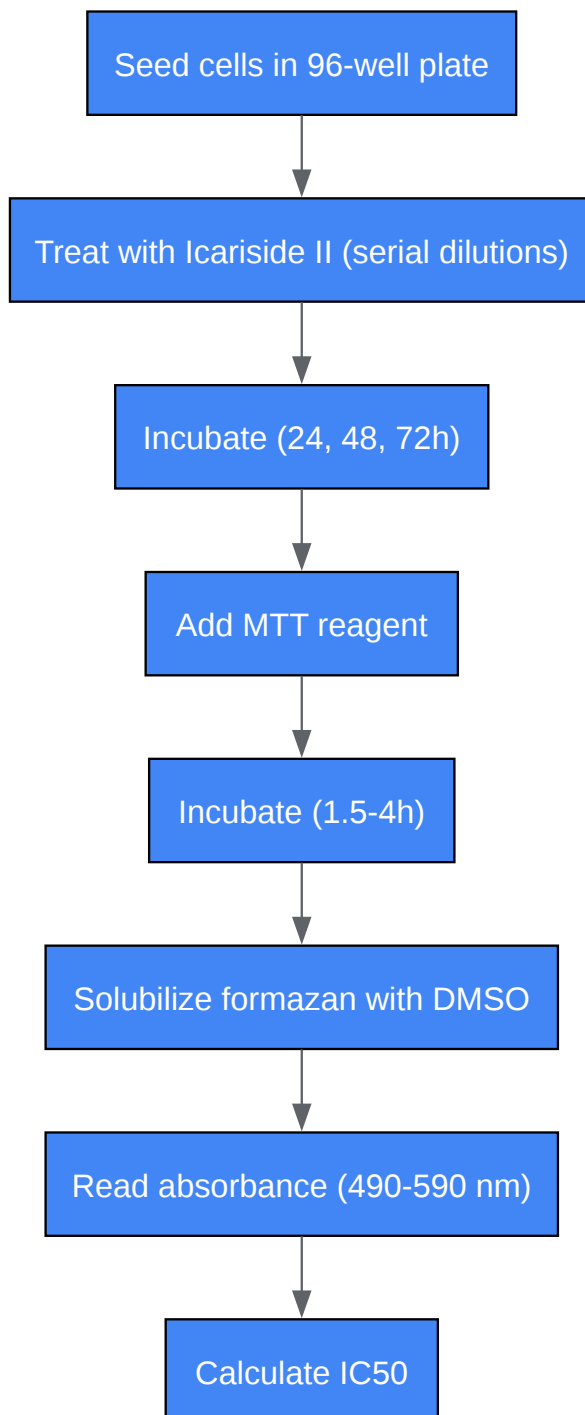 Seed cells in 96-well plate
Treat with Icariside II (serial dilutions)
Incubate (24, 48, 72h)
Add MTT reagent
Incubate (1.5-4h)
Solubilize formazan with DMSO
Read absorbance (490-590 nm)
Calculate IC50